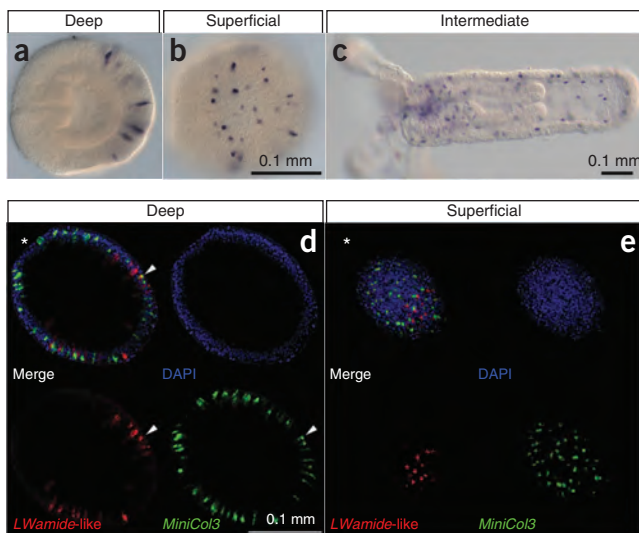 Deep
Superficial
Intermediate
a
b
c
0.1 mm
0.1 mm
Deep
Superficial
*
d
*
e
Merge
DAPI
Merge
DAPI
LWamide-like
MiniCol3
0.1 mm
LWamide-like
MiniCol3